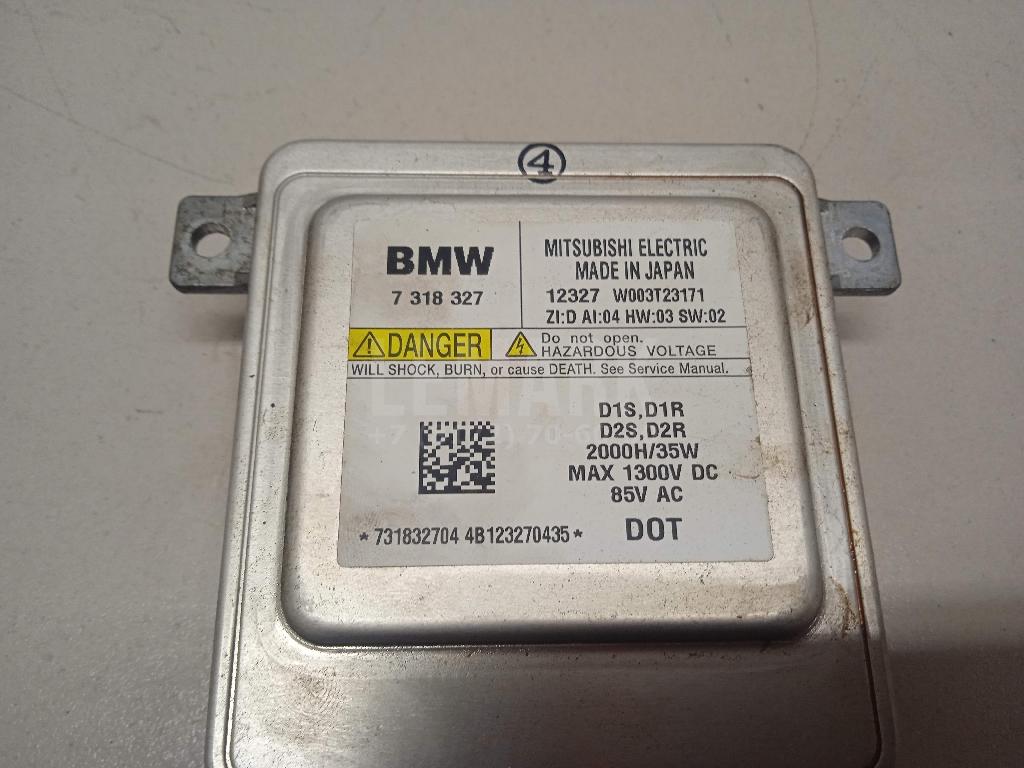 4
BMW
7 318 327
MITSUBISHI ELECTRIC
MADE IN JAPAN
12327 W003T23171
ZI:D AI:04 HW:03 SW:02
DANGER
Do not open.
HAZARDOUS VOLTAGE
WILL SHOCK, BURN, or cause DEATH. See Service Manual.
LEMARK
D1S,D1R
D2S,D2R
2000H/35W
MAX 1300V DC
85V AC
*731832704 4B123270435*
DOT